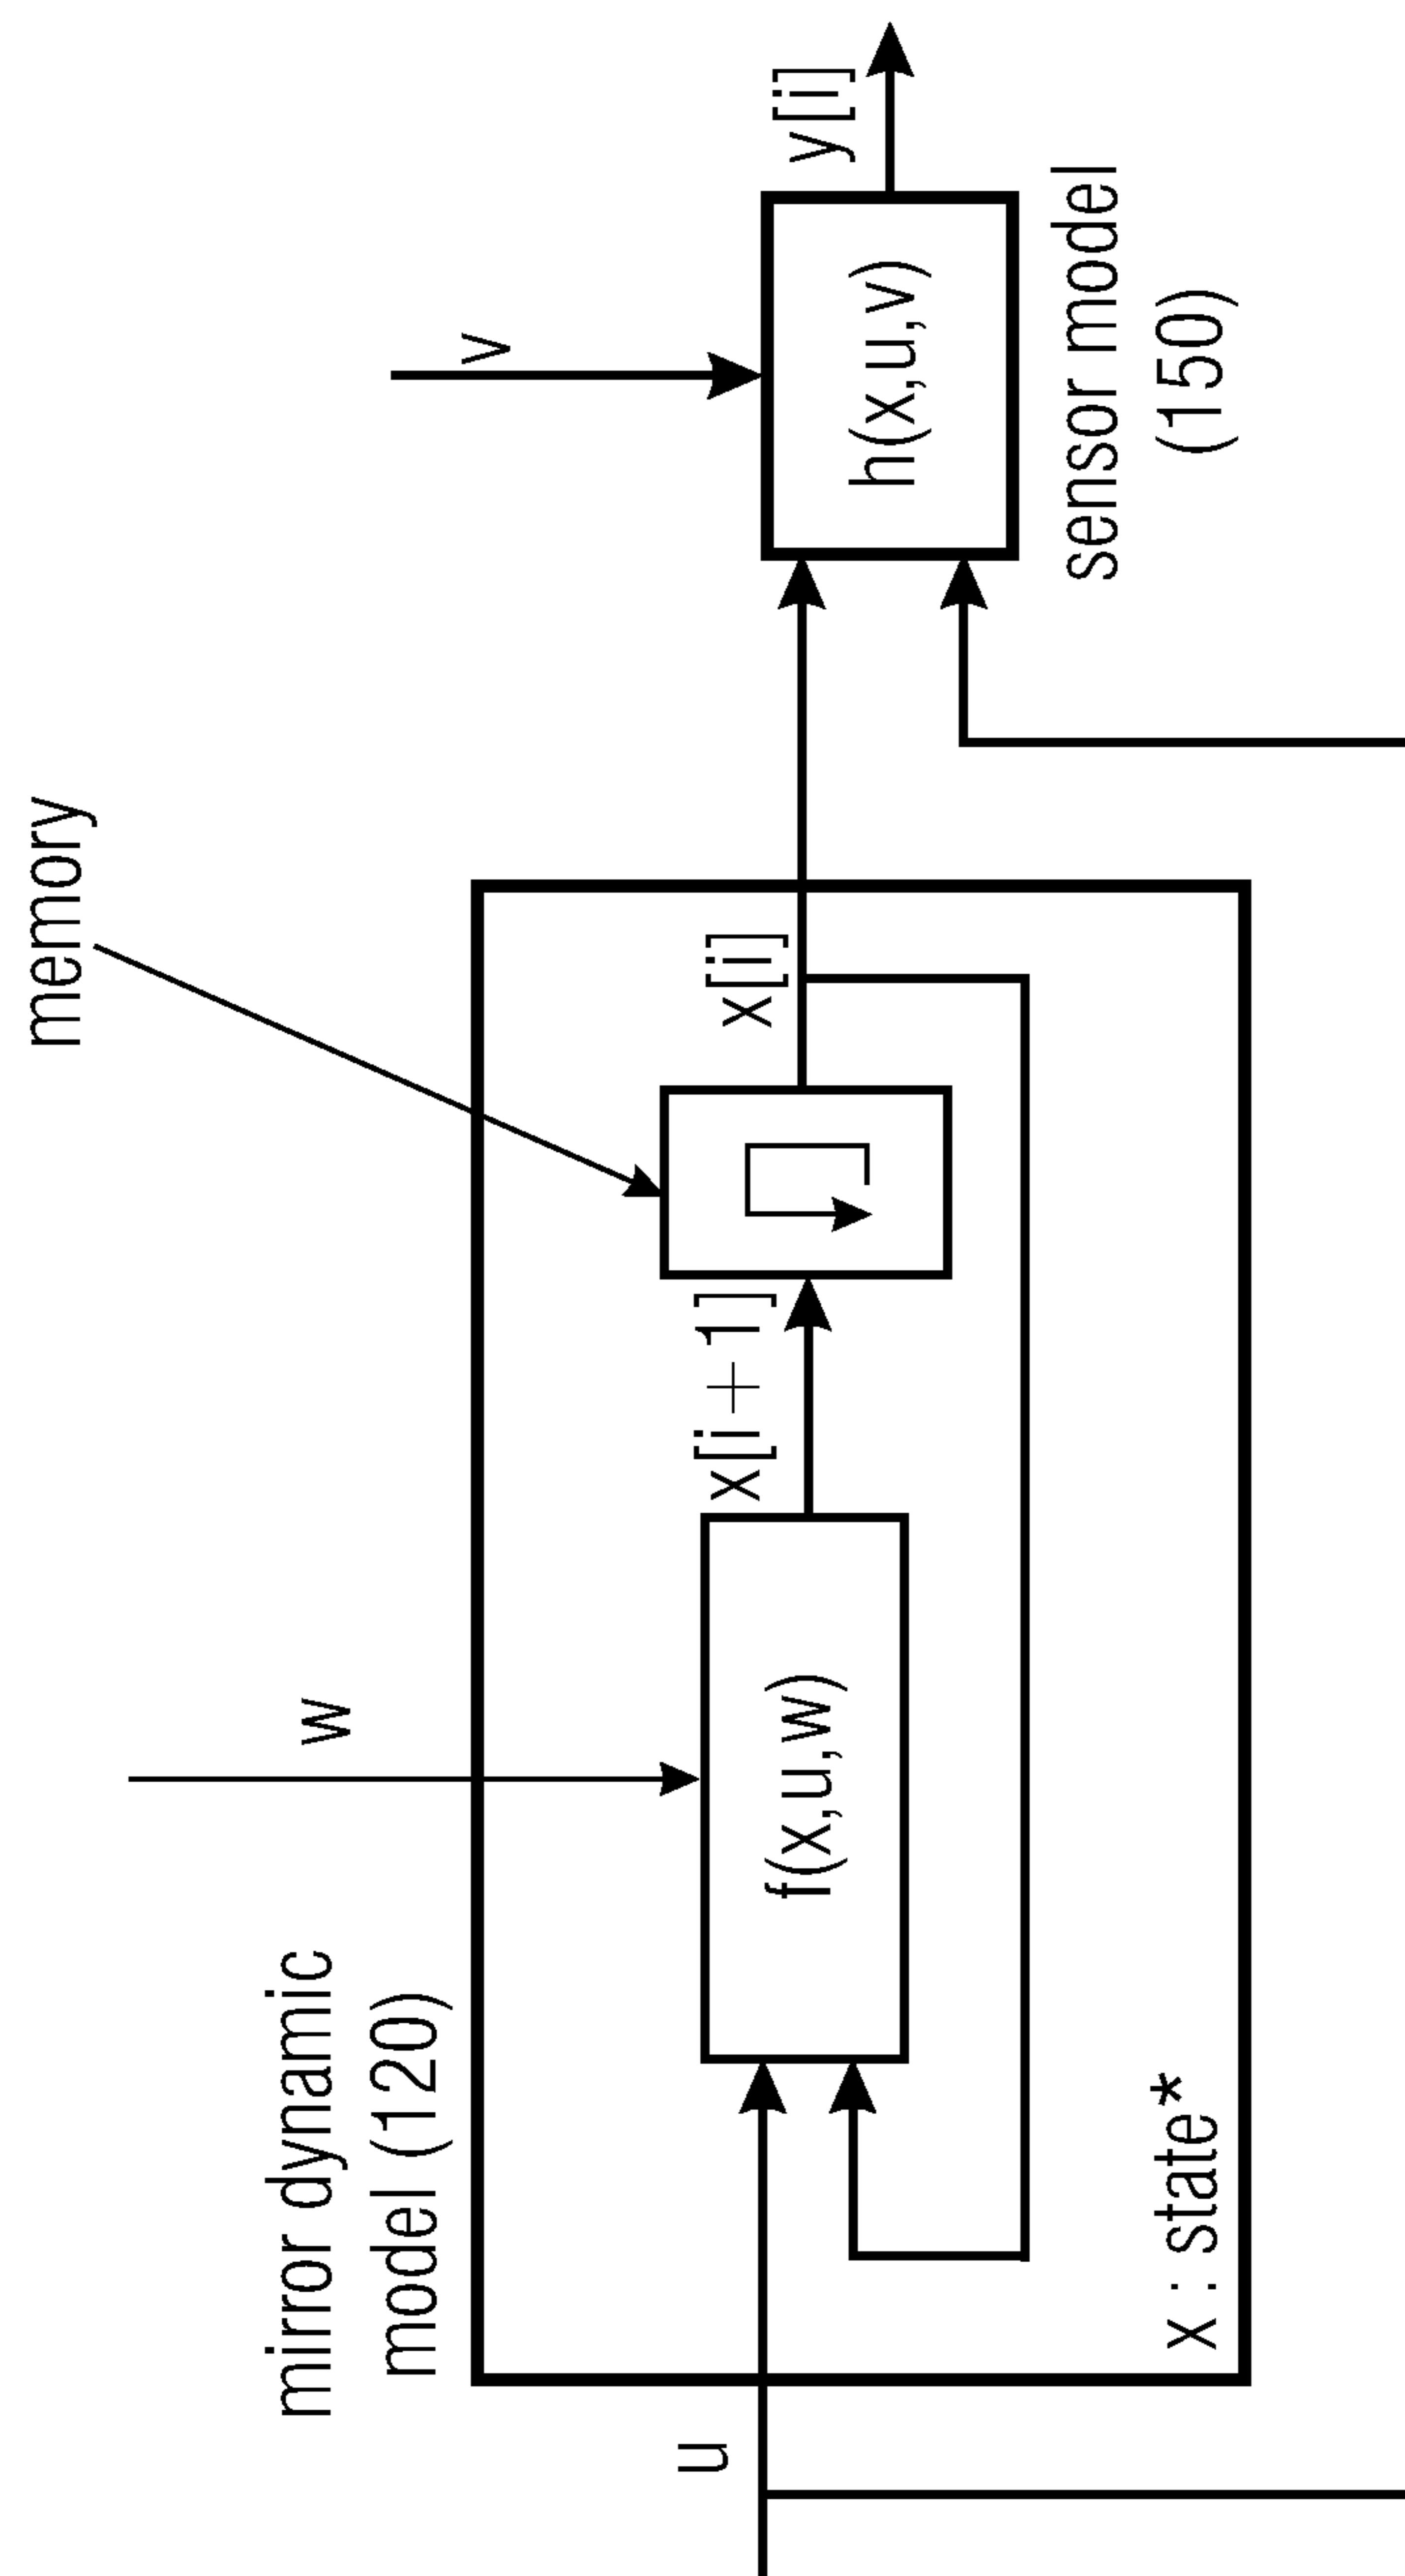 mirror dynamic
model (120)
w
memory
v
u
f(x,u,w)
x[i+1]
x[i]
h(x,u,v)
y[i]
sensor model
(150)
x : state*